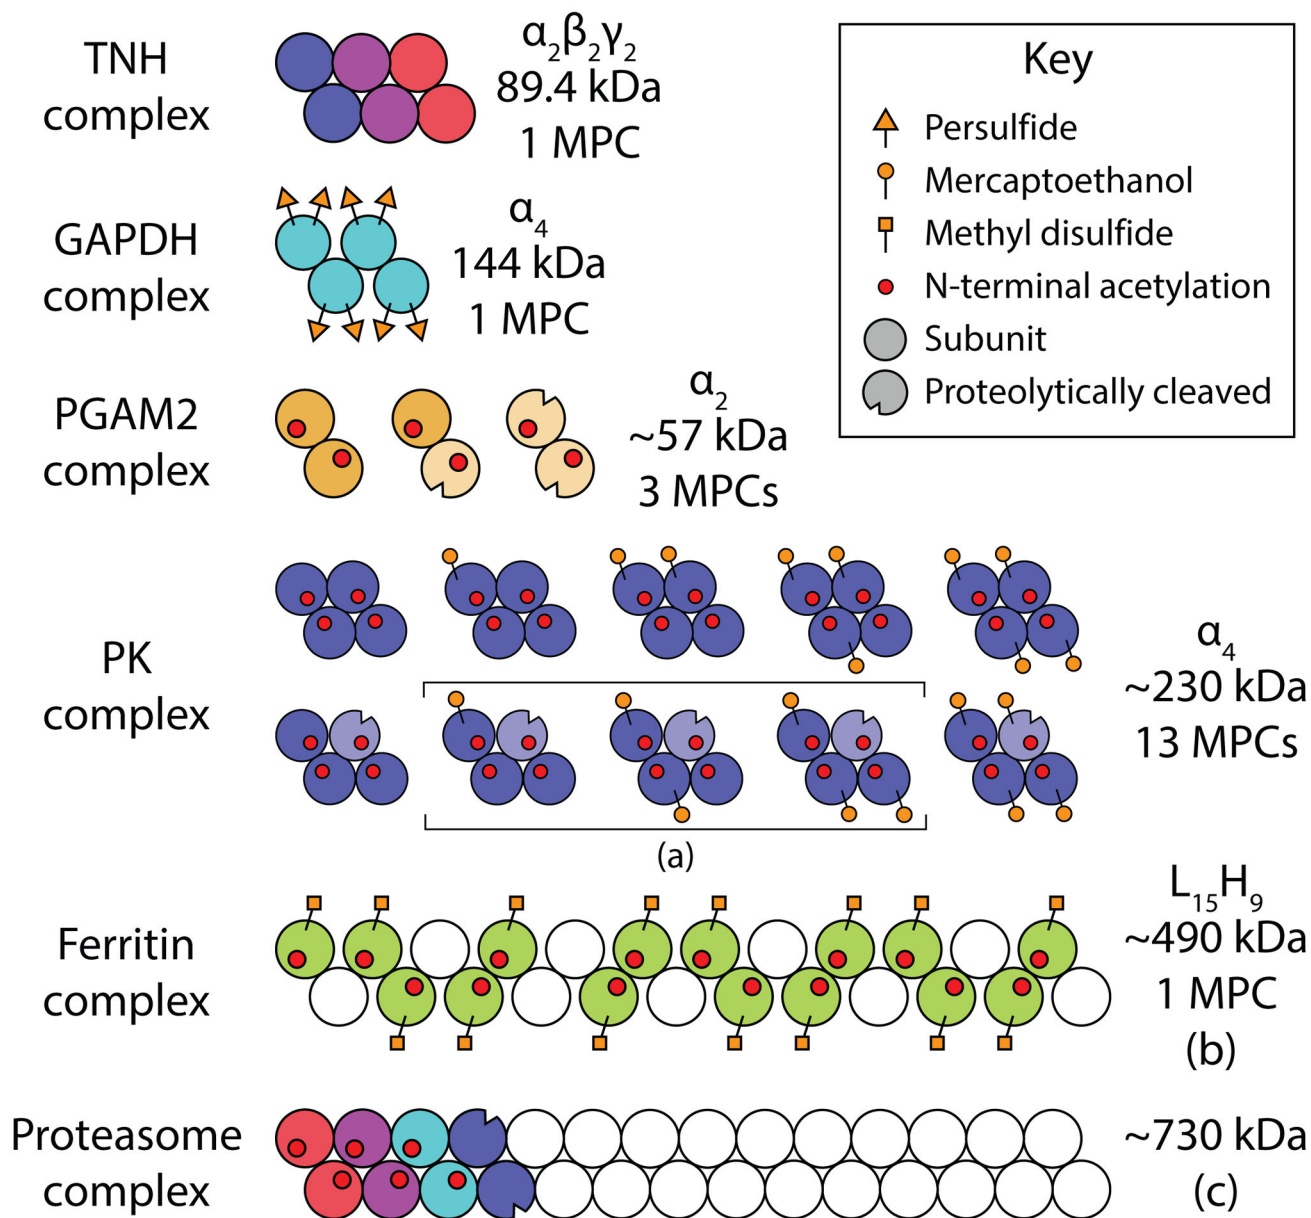 TNH
complex
α₂β₂γ₂
89.4 kDa
1 MPC
Key
Persulfide
Mercaptoethanol
Methyl disulfide
N-terminal acetylation
Subunit
Proteolytically cleaved
GAPDH
complex
α₄
144 kDa
1 MPC
PGAM2
complex
α₂
~57 kDa
3 MPCs
PK
complex
α₄
~230 kDa
13 MPCs
(a)
Ferritin
complex
L₁₅H₉
~490 kDa
1 MPC
(b)
Proteasome
complex
~730 kDa
(c)